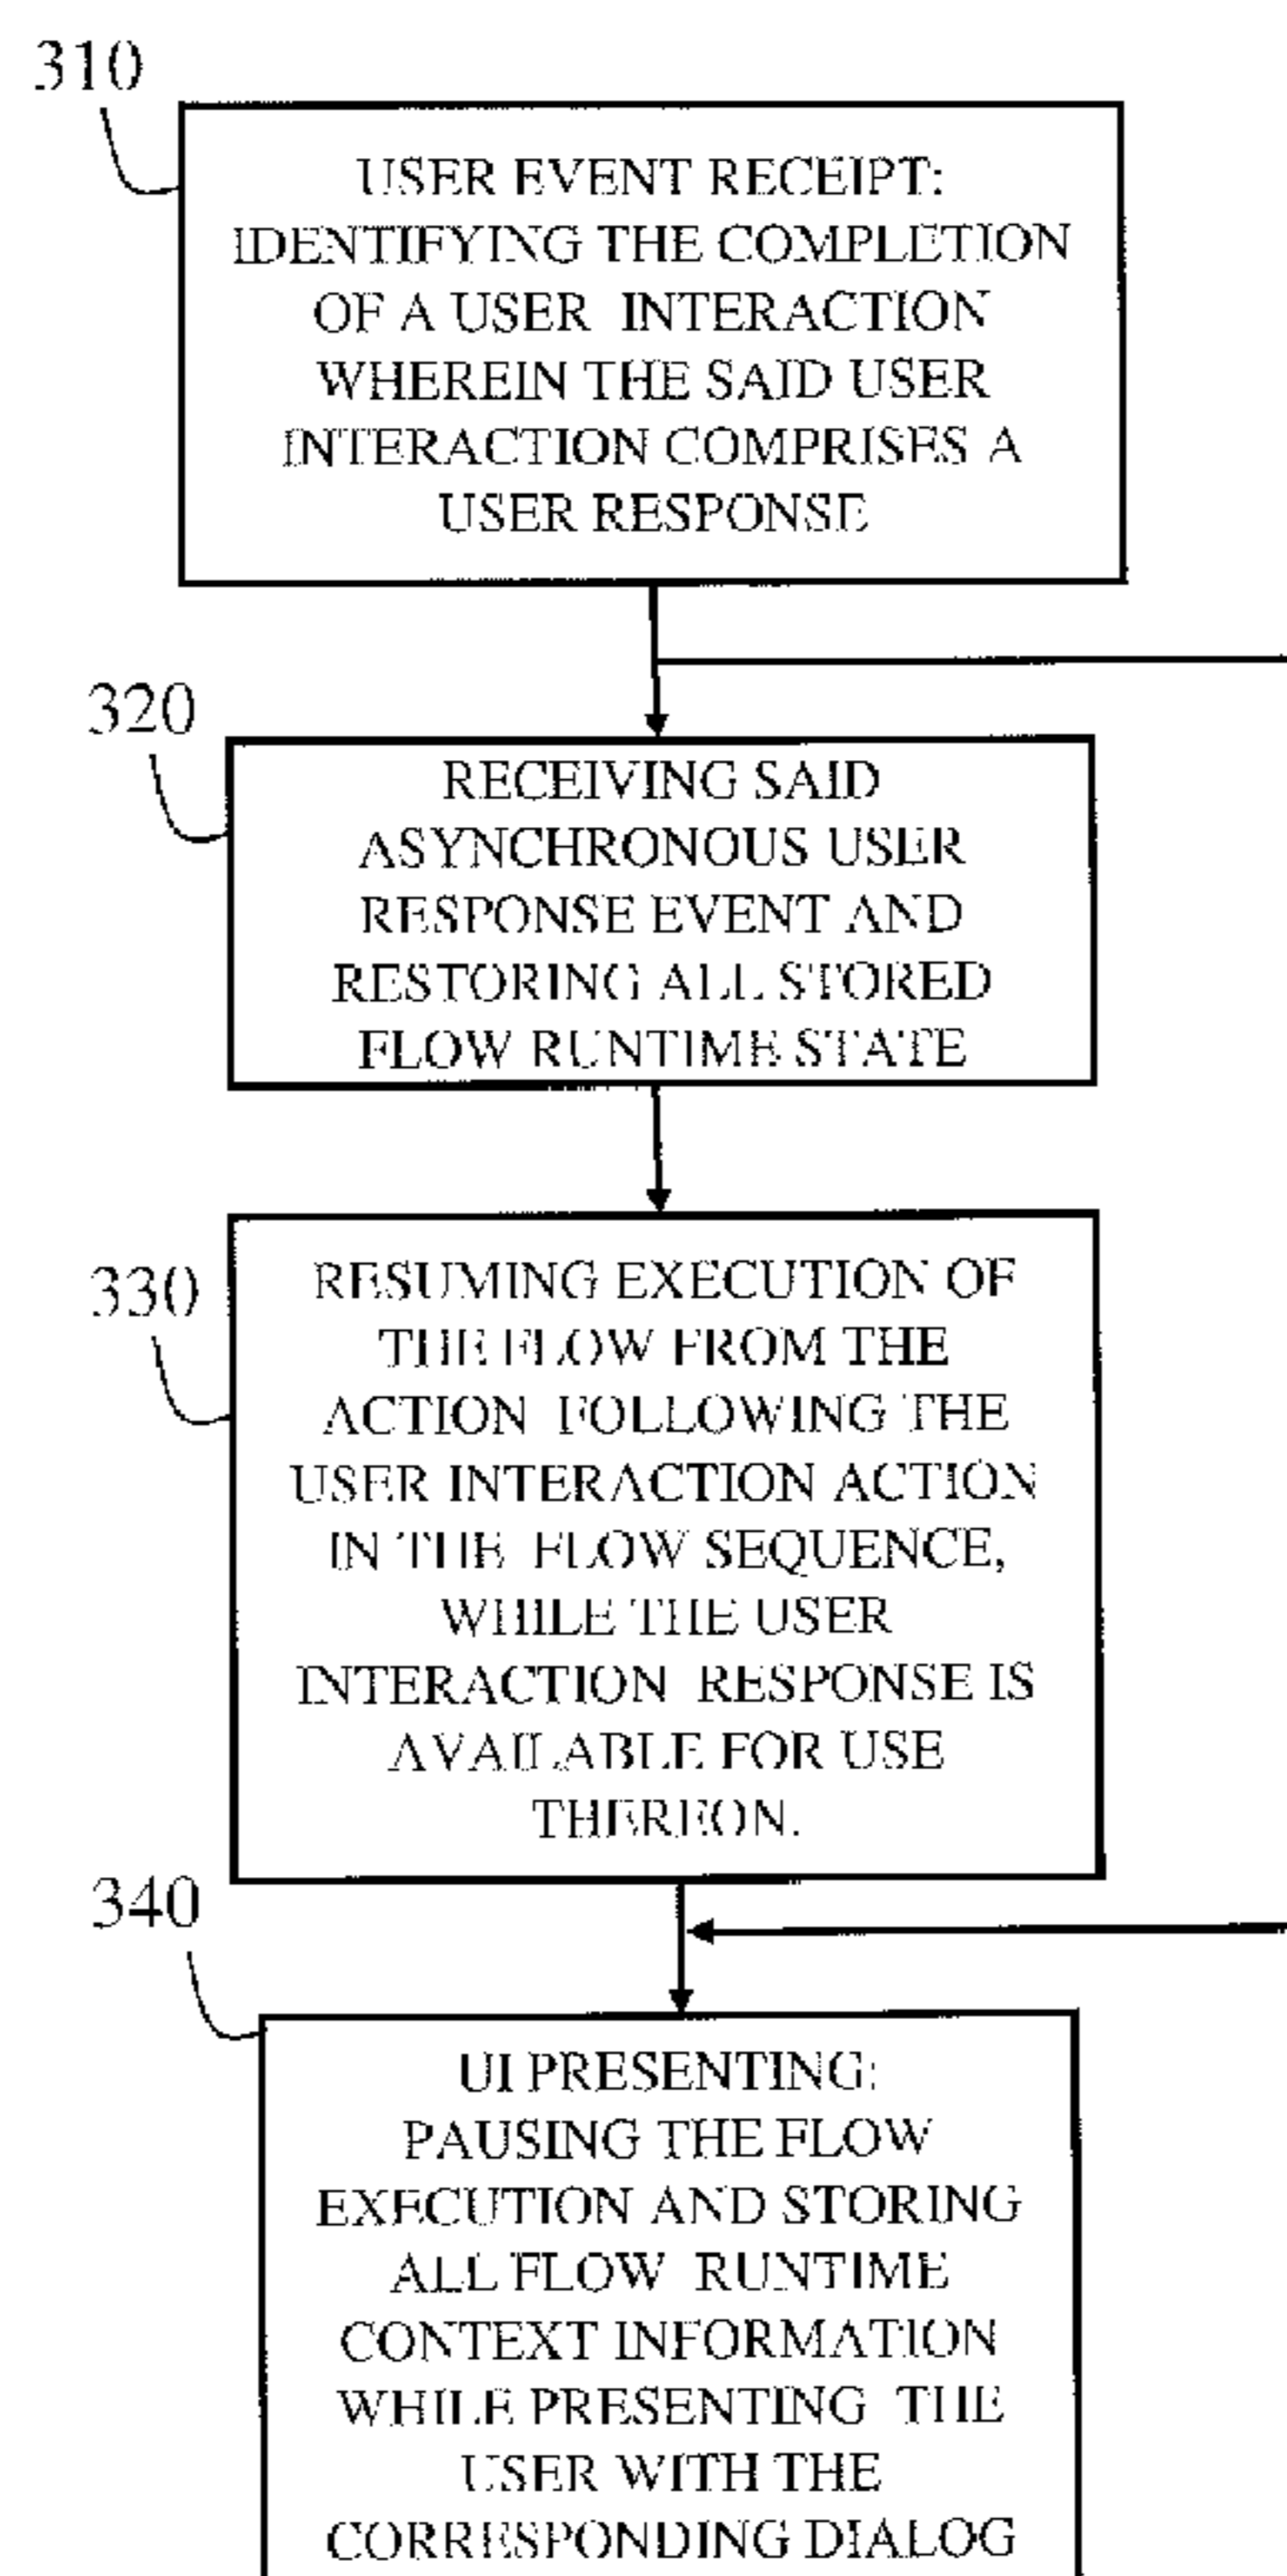 310
USER EVENT RECEIPT:
IDENTIFYING THE COMPLETION
OF A USER INTERACTION
WHEREIN THE SAID USER
INTERACTION COMPRISES A
USER RESPONSE
320
RECEIVING SAID
ASYNCHRONOUS USER
RESPONSE EVENT AND
RESTORING ALL STORED
FLOW RUNTIME STATE
330
RESUMING EXECUTION OF
THE FLOW FROM THE
ACTION FOLLOWING THE
USER INTERACTION ACTION
IN THE FLOW SEQUENCE,
WHILE THE USER
INTERACTION RESPONSE IS
AVAILABLE FOR USE
THEREON.
340
UI PRESENTING:
PAUSING THE FLOW
EXECUTION AND STORING
ALL FLOW RUNTIME
CONTEXT INFORMATION
WHILE PRESENTING THE
USER WITH THE
CORRESPONDING DIALOG